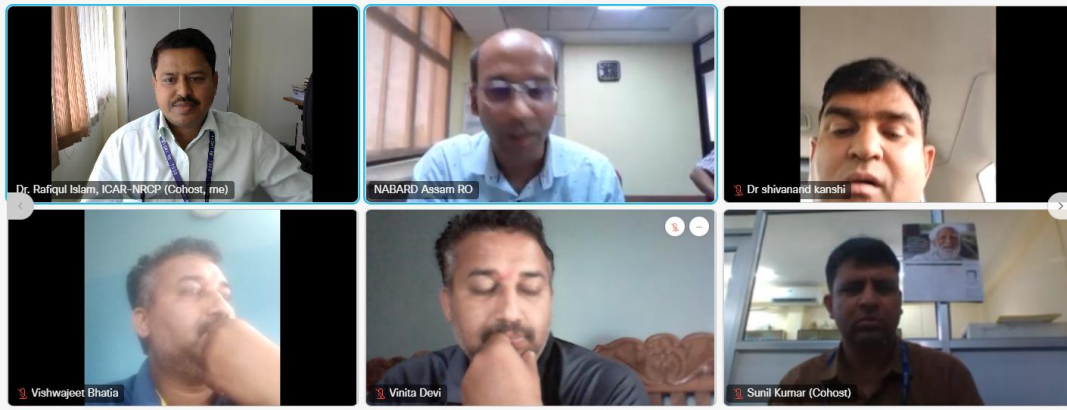 Dr. Rafiqul Islam, ICAR-NRCP (Cohost, me)
NABARD Assam RO
Dr shivanand kanshi
Vishwajeet Bhatia
Vinita Devi
Sunil Kumar (Cohost)